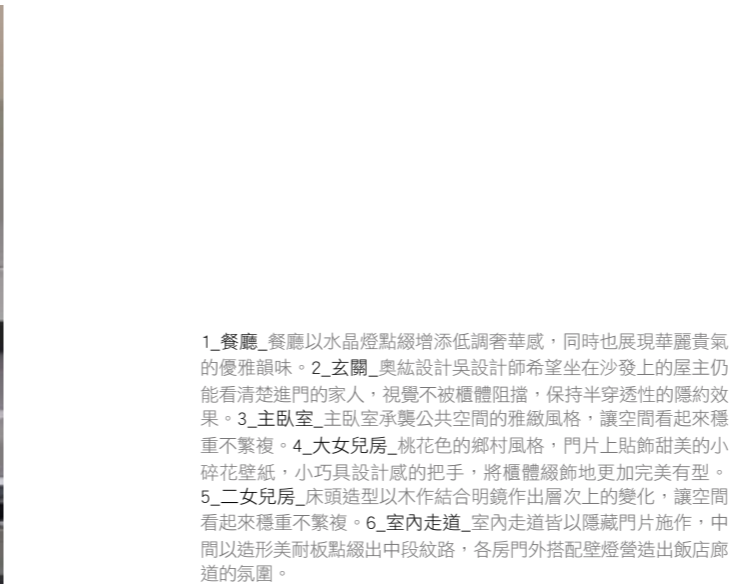 1_餐廳_餐廳以水晶燈點綴增添低調奢華感，同時也展現華麗貴氣
的優雅韻味。2_玄關_奧紘設計吳設計師希望坐在沙發上的屋主仍
能看清楚進門的家人，視覺不被櫃體阻擋，保持半穿透性的隱約效
果。3_主臥室_主臥室承襲公共空間的雅緻風格，讓空間看起來穩
重不繁複。4_大女兒房_桃花色的鄉村風格，門片上貼飾甜美的小
碎花壁紙，小巧具設計感的把手，將櫃體綴飾地更加完美有型。
5_二女兒房_床頭造型以木作結合明鏡作出層次上的變化，讓空間
看起來穩重不繁複。6_室內走道_室內走道皆以隱藏門片施作，中
間以造形美耐板點綴出中段紋路，各房門外搭配壁燈營造出飯店廊
道的氛圍。